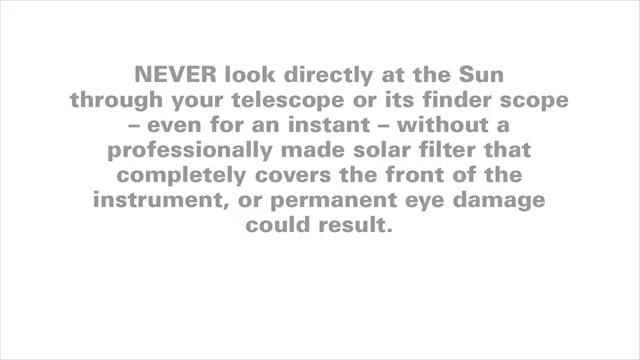 NEVER look directly at the Sun
through your telescope or its finder scope
– even for an instant – without a
professionally made solar filter that
completely covers the front of the
instrument, or permanent eye damage
could result.